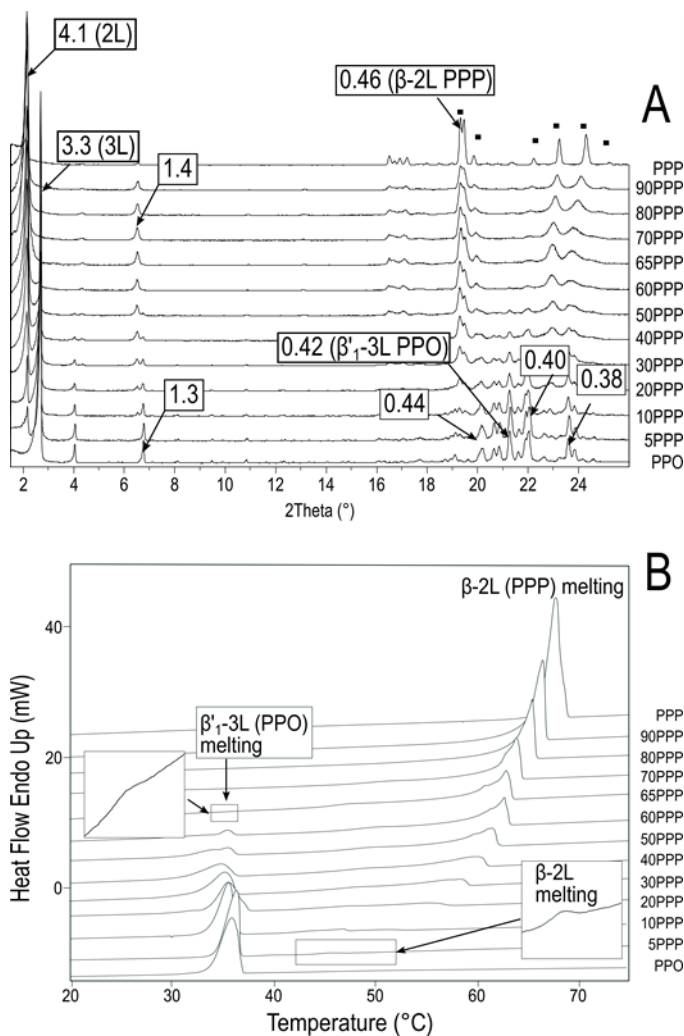 4.1 (2L)
0.46 (β-2L PPP)
A
3.3 (3L)
1.4
PPP
90PPP
80PPP
70PPP
65PPP
60PPP
50PPP
40PPP
30PPP
20PPP
10PPP
5PPP
PPO
0.42 (β'₁-3L PPO)
0.40
0.38
1.3
0.44
2 4 6 8 10 12 14 16 18 20 22 24
2Theta (°)
B
β-2L (PPP) melting
40
20
0
Heat Flow Endo Up (mW)
β'₁-3L (PPO)
melting
PPP
90PPP
80PPP
70PPP
65PPP
60PPP
50PPP
40PPP
30PPP
20PPP
10PPP
5PPP
PPO
β-2L
melting
20 30 40 50 60 70
Temperature (°C)